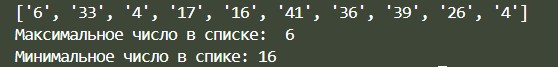 ['6', '33', '4', '17', '16', '41', '36', '39', '26', '4']
Максимальное число в списке:  6
Минимальное число в спике: 16